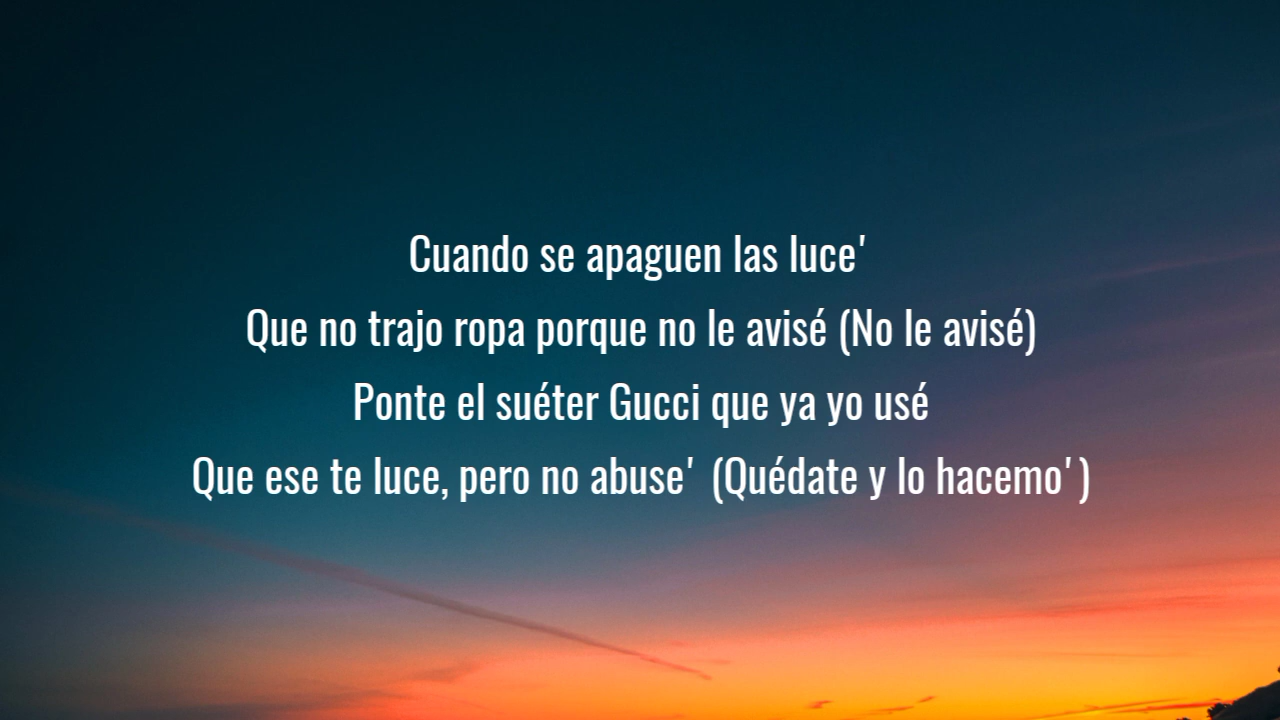 Cuando se apaguen las luce'
Que no trajo ropa porque no le avisé (No le avisé)
Ponte el suéter Gucci que ya yo usé
Que ese te luce, pero no abuse' (Quédate y lo hacemo')